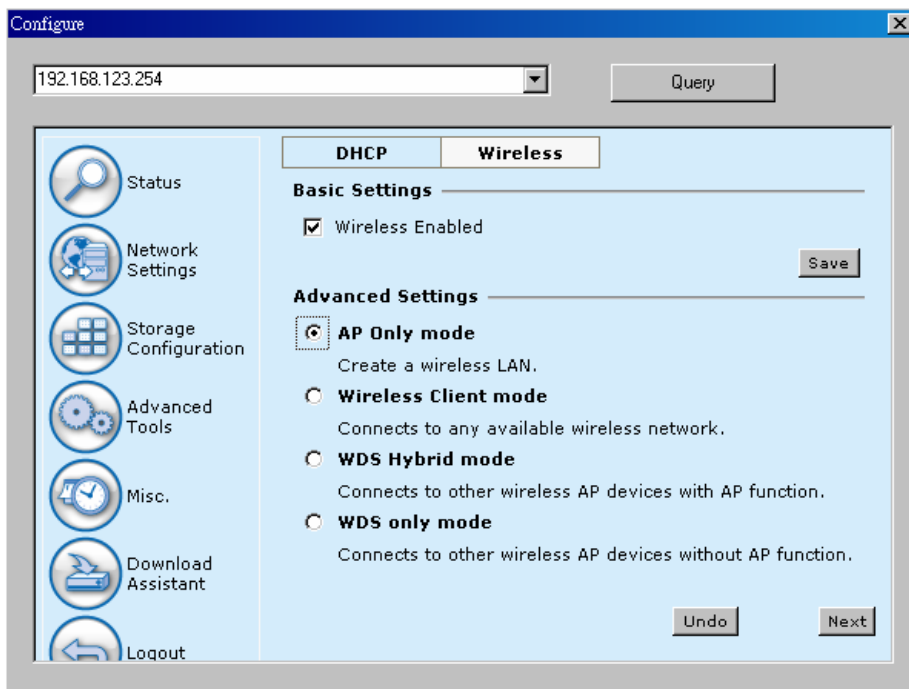 Configure
192.168.123.254
Query
DHCP
Wireless
Status
Network
Settings
Storage
Configuration
Advanced
Tools
Misc.
Download
Assistant
Logout
Basic Settings
Wireless Enabled
Save
Advanced Settings
AP Only mode
Create a wireless LAN.
Wireless Client mode
Connects to any available wireless network.
WDS Hybrid mode
Connects to other wireless AP devices with AP function.
WDS only mode
Connects to other wireless AP devices without AP function.
Undo
Next